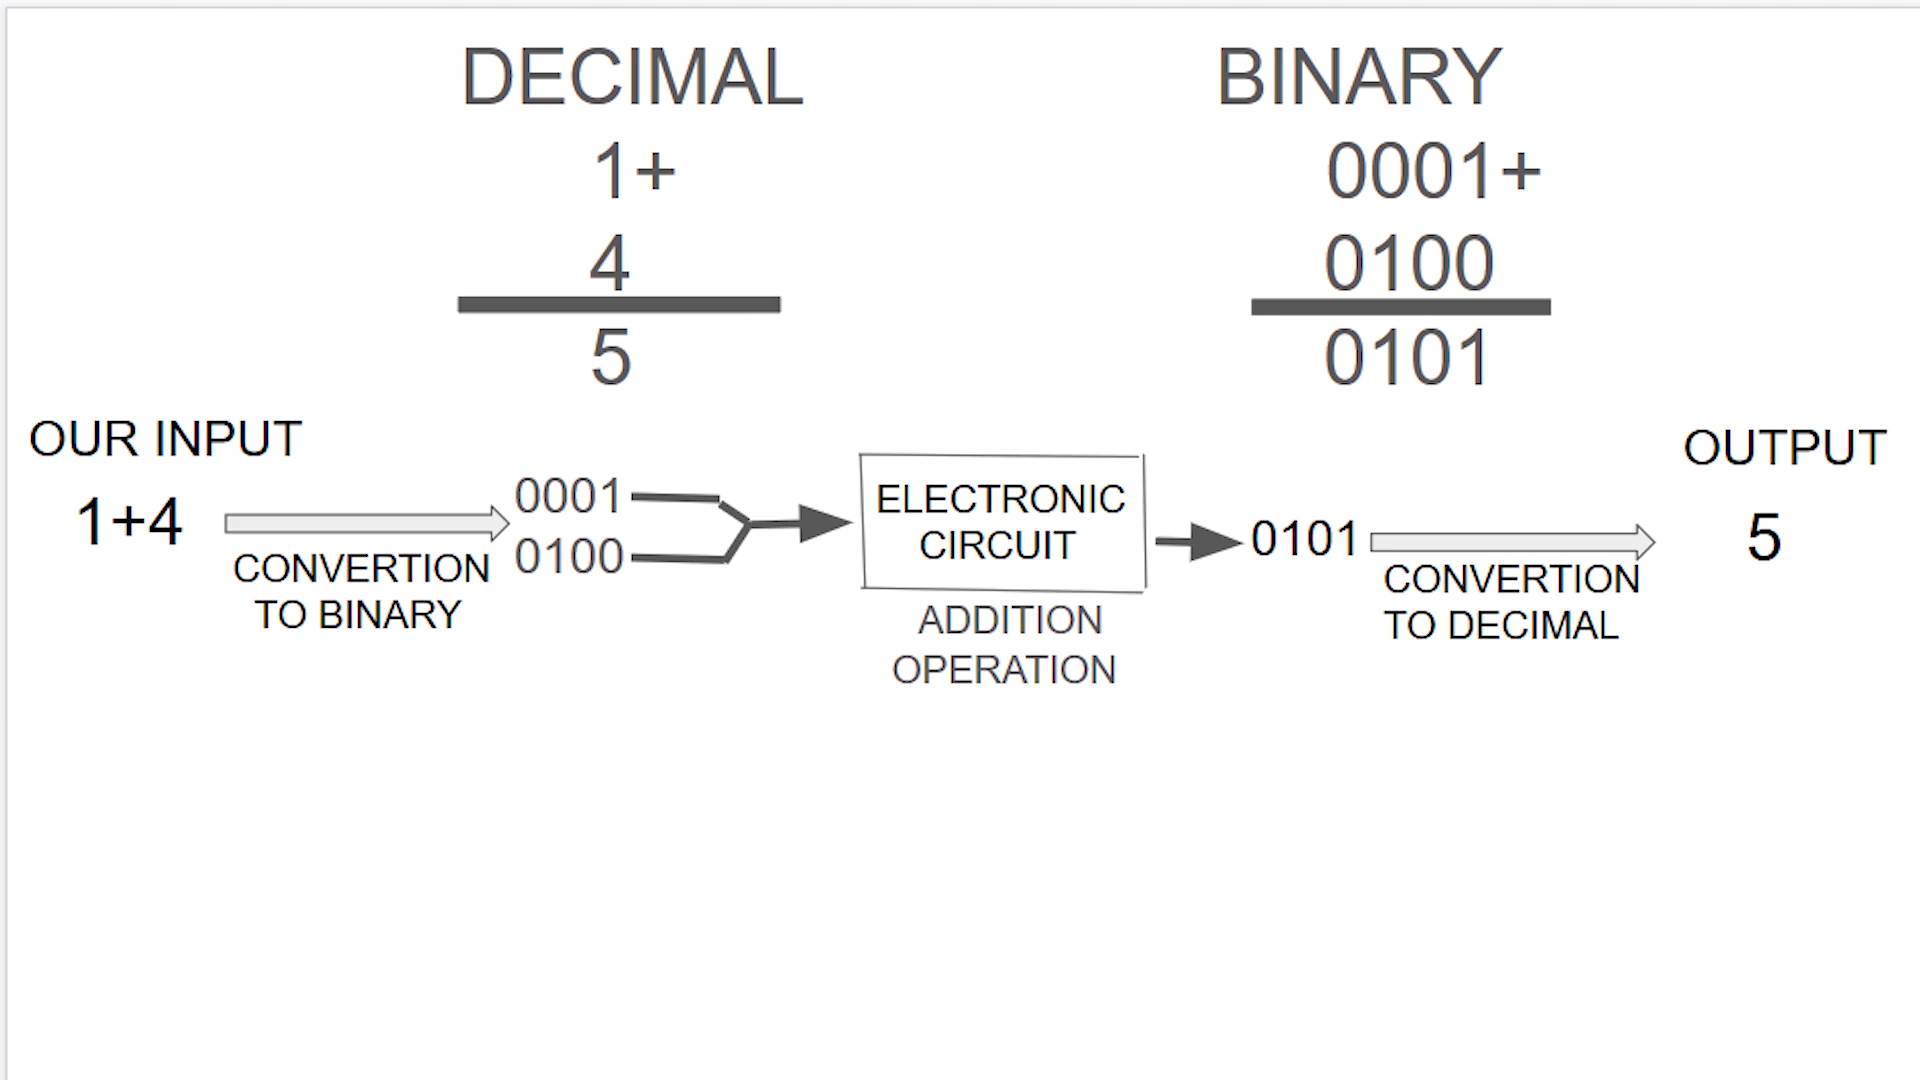 DECIMAL
1+
4
5
BINARY
0001+
0100
0101
OUR INPUT
1+4
CONVERTION
TO BINARY
0001
0100
ELECTRONIC
CIRCUIT
ADDITION
OPERATION
0101
CONVERTION
TO DECIMAL
OUTPUT
5